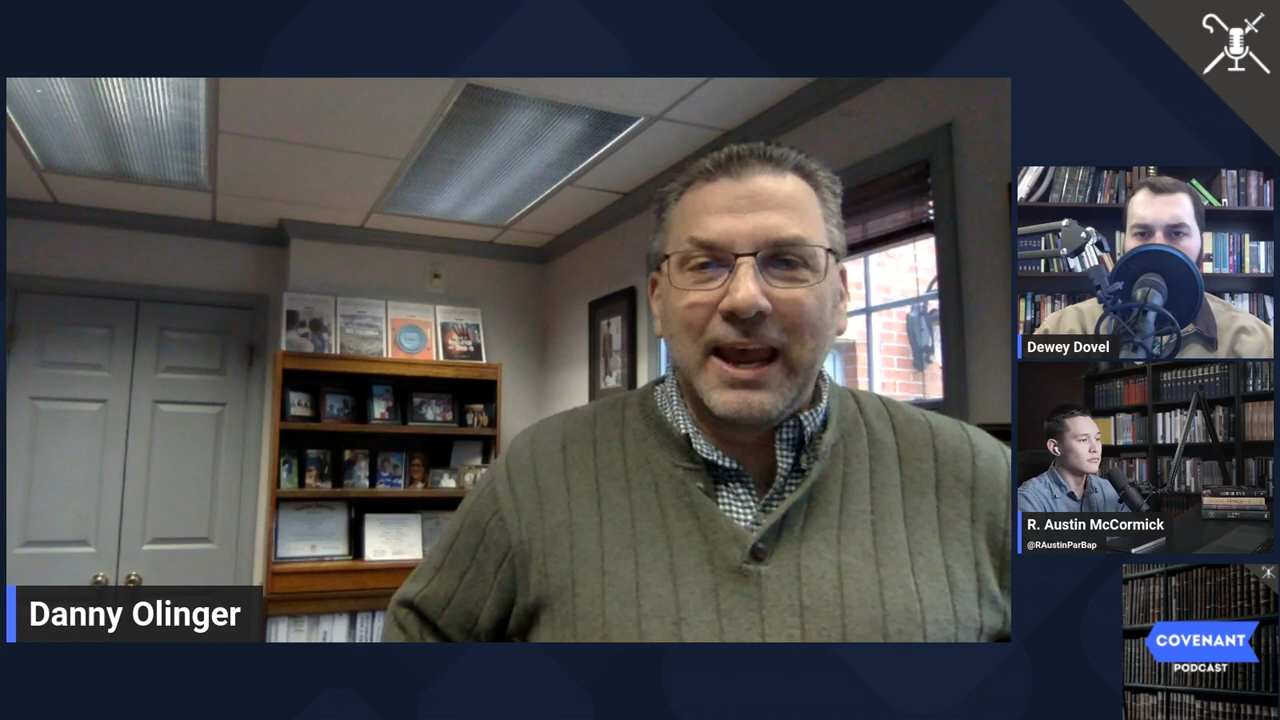 Danny Olinger
Dewey Dovel
R. Austin McCormick
@RAustinParBap
COVENANT
PODCAST